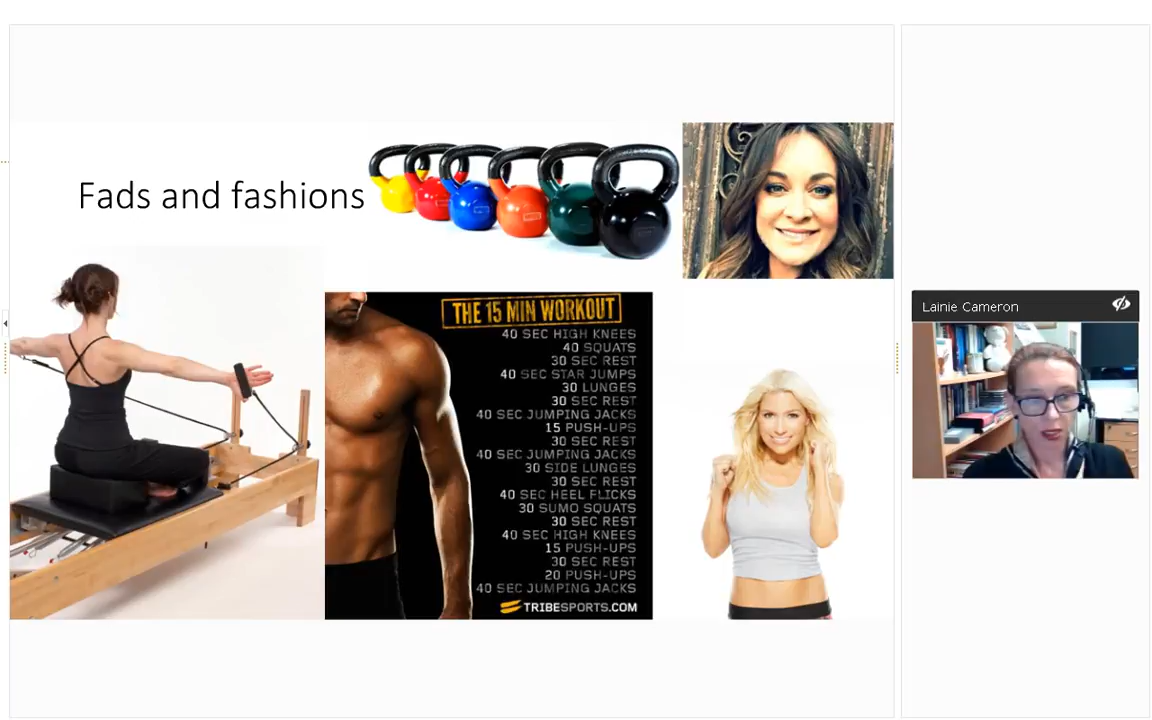 Fads and fashions
THE 15 MIN WORKOUT
40 SEC HIGH KNEES
40 SQUATS
30 SEC REST
40 SEC STAR JUMPS
30 LUNGES
30 SEC REST
40 SEC JUMPING JACKS
15 PUSH-UPS
30 SEC REST
40 SEC JUMPING JACKS
30 SIDE LUNGES
30 SEC REST
40 SEC HEEL FLICKS
30 SUMO SQUATS
30 SEC REST
40 SEC HIGH KNEES
15 PUSH-UPS
30 SEC REST
20 PUSH-UPS
40 SEC JUMPING JACKS
TRIBESPORTS.COM
Lainie Cameron